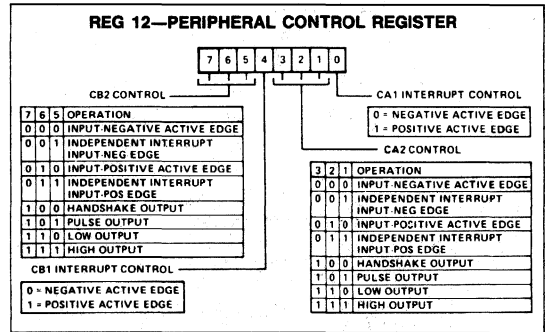 REG 12—PERIPHERAL CONTROL REGISTER
7 6 5 4 3 2 1 0
CB2 CONTROL
7 6 5 OPERATION
0 0 0 INPUT-NEGATIVE ACTIVE EDGE
0 0 1 INDEPENDENT INTERRUPT
INPUT-NEG EDGE
0 1 0 INPUT-POSITIVE ACTIVE EDGE
0 1 1 INDEPENDENT INTERRUPT
INPUT-POS EDGE
1 0 0 HANDSHAKE OUTPUT
1 0 1 PULSE OUTPUT
1 1 0 LOW OUTPUT
1 1 1 HIGH OUTPUT
CB1 INTERRUPT CONTROL
0 = NEGATIVE ACTIVE EDGE
1 = POSITIVE ACTIVE EDGE
CA1 INTERRUPT CONTROL
0 = NEGATIVE ACTIVE EDGE
1 = POSITIVE ACTIVE EDGE
CA2 CONTROL
3 2 1 OPERATION
0 0 0 INPUT-NEGATIVE ACTIVE EDGE
0 0 1 INDEPENDENT INTERRUPT
INPUT-NEG EDGE
0 1 0 INPUT-POSITIVE ACTIVE EDGE
0 1 1 INDEPENDENT INTERRUPT
INPUT-POS EDGE
1 0 0 HANDSHAKE OUTPUT
1 0 1 PULSE OUTPUT
1 1 0 LOW OUTPUT
1 1 1 HIGH OUTPUT